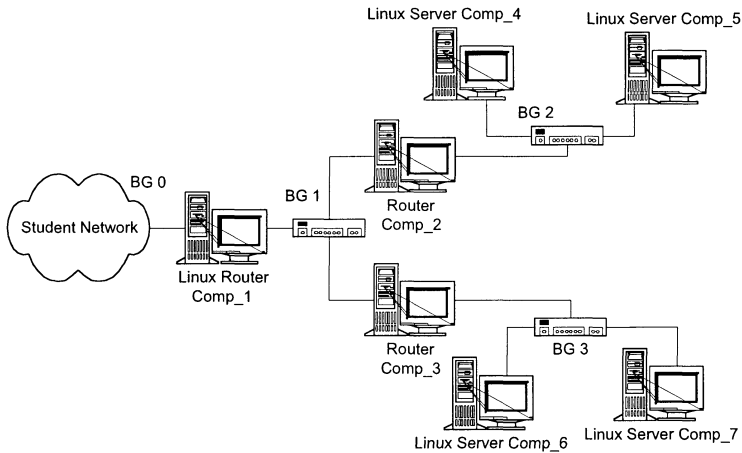 Linux Server Comp_4
Linux Server Comp_5
BG 2
BG 0
BG 1
Student Network
Router
Comp_2
Linux Router
Comp_1
Router
Comp_3
BG 3
Linux Server Comp_6
Linux Server Comp_7